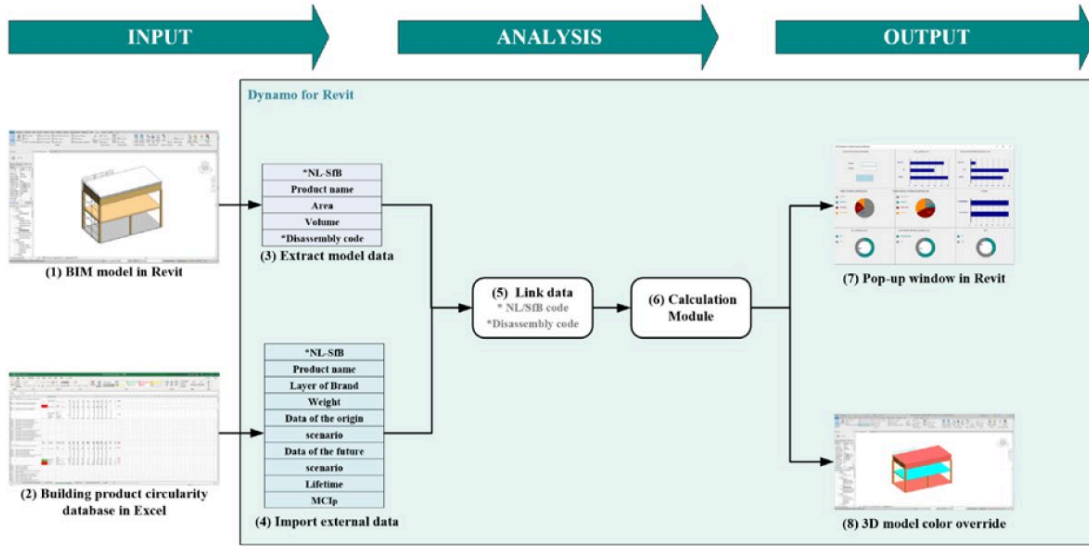 INPUT
ANALYSIS
OUTPUT
Dynamo for Revit
(1) BIM model in Revit
*NL-SfB
Product name
Area
Volume
*Disassembly code
(3) Extract model data
(5) Link data
* NL/SfB code
*Disassembly code
(6) Calculation
Module
(7) Pop-up window in Revit
(2) Building product circularity
database in Excel
*NL-SfB
Product name
Layer of Brand
Weight
Data of the origin
scenario
Data of the future
scenario
Lifetime
MCIp
(4) Import external data
(8) 3D model color override